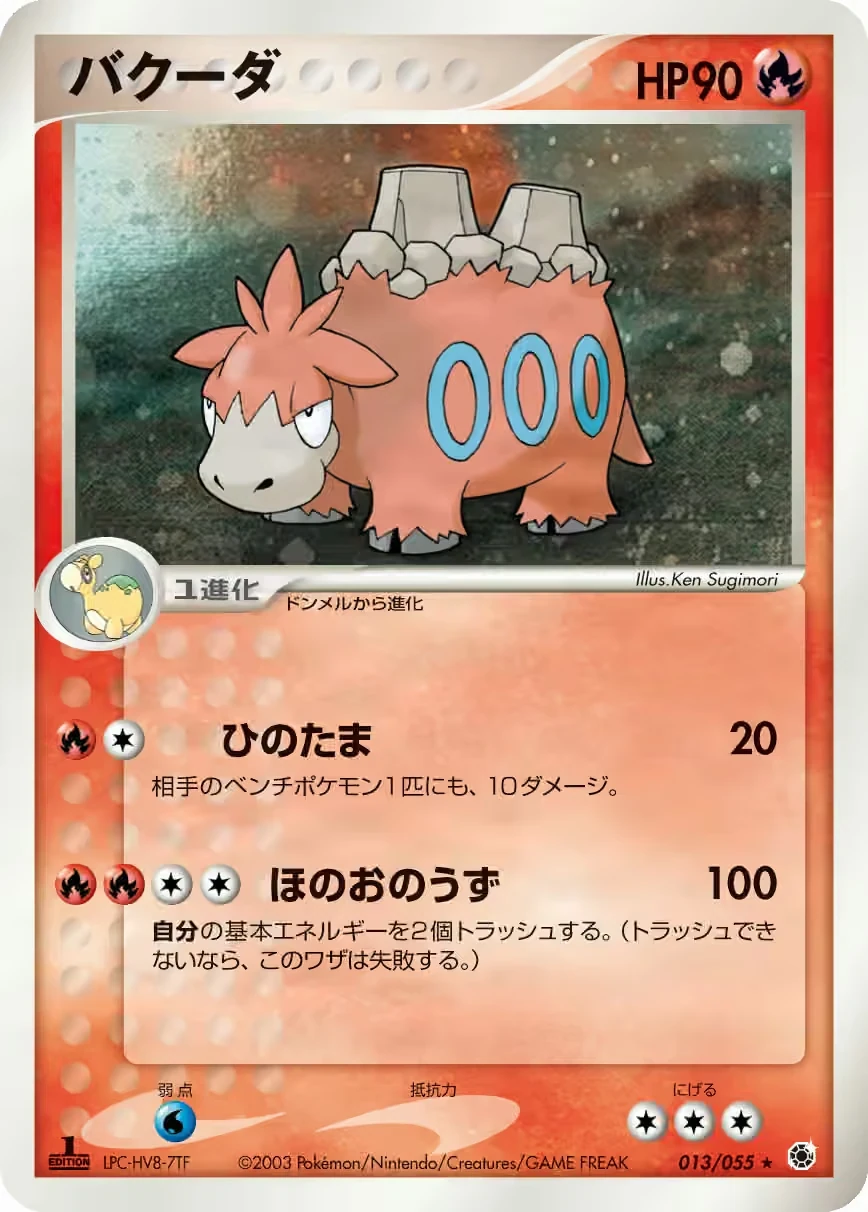 バクーダ
HP90
Illus.Ken Sugimori
1進化
ドンメルから進化
ひのたま 20
相手のベンチポケモン1匹にも、10ダメージ。
ほのおのうず 100
自分の基本エネルギーを2個トラッシュする。（トラッシュでき
ないなら、このワザは失敗する。）
弱点 抵抗力 にげる
1 EDITION LPC-HV8-7TF ©2003 Pokémon/Nintendo/Creatures/GAME FREAK 013/055 ★